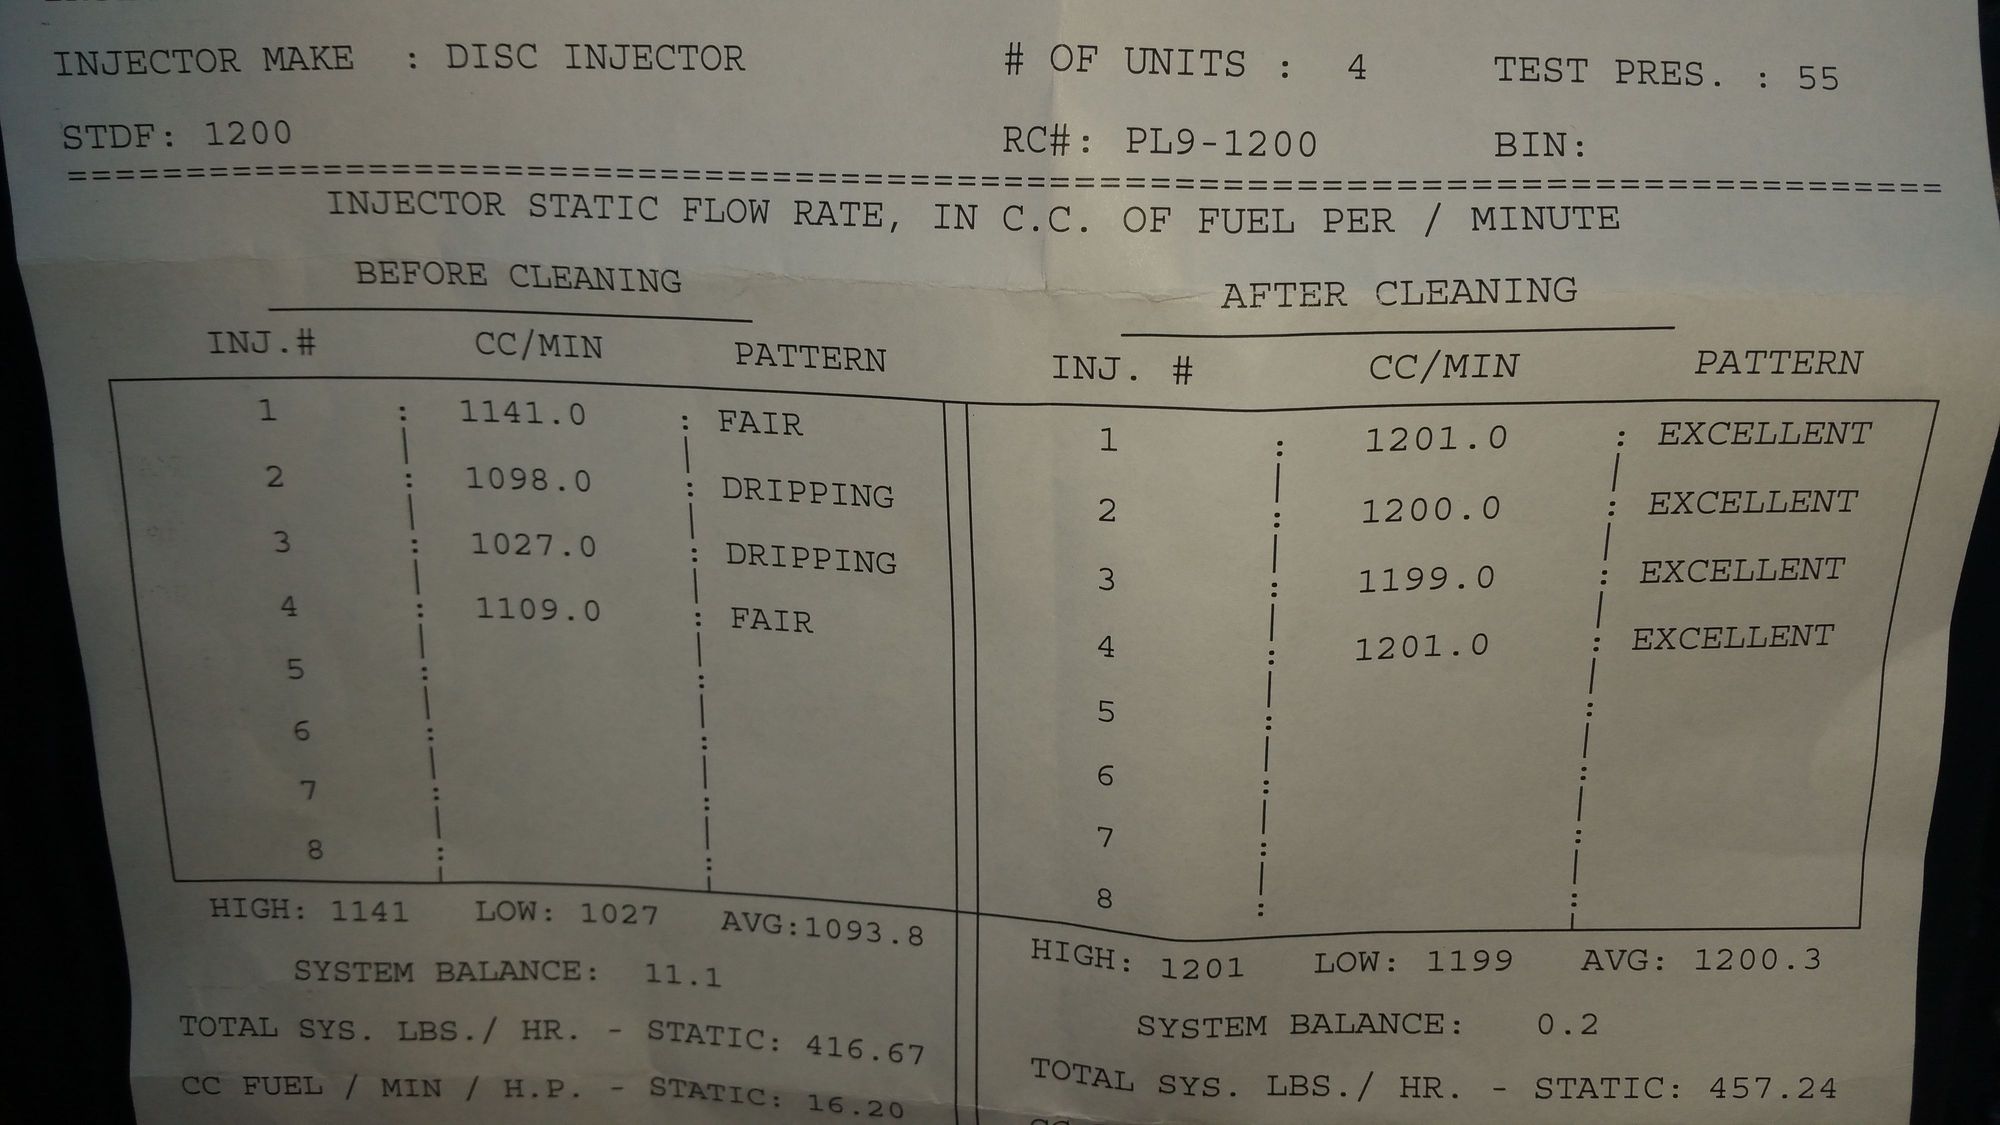 INJECTOR MAKE : DISC INJECTOR # OF UNITS : 4 TEST PRES. : 55
STDF: 1200 RC#: PL9-1200 BIN:
INJECTOR STATIC FLOW RATE, IN C.C. OF FUEL PER / MINUTE
BEFORE CLEANING AFTER CLEANING
INJ.# CC/MIN PATTERN INJ. # CC/MIN PATTERN
1 : 1141.0 : FAIR 1 : 1201.0 : EXCELLENT
2 : 1098.0 : DRIPPING 2 : 1200.0 : EXCELLENT
3 : 1027.0 : DRIPPING 3 : 1199.0 : EXCELLENT
4 : 1109.0 : FAIR 4 : 1201.0 : EXCELLENT
5 : : 5 : :
6 : : 6 : :
7 : : 7 : :
8 : : 8 : :
HIGH: 1141 LOW: 1027 AVG:1093.8 HIGH: 1201 LOW: 1199 AVG: 1200.3
SYSTEM BALANCE: 11.1 SYSTEM BALANCE: 0.2
TOTAL SYS. LBS./ HR. - STATIC: 416.67 TOTAL SYS. LBS./ HR. - STATIC: 457.24
CC FUEL / MIN / H.P. - STATIC: 16.20